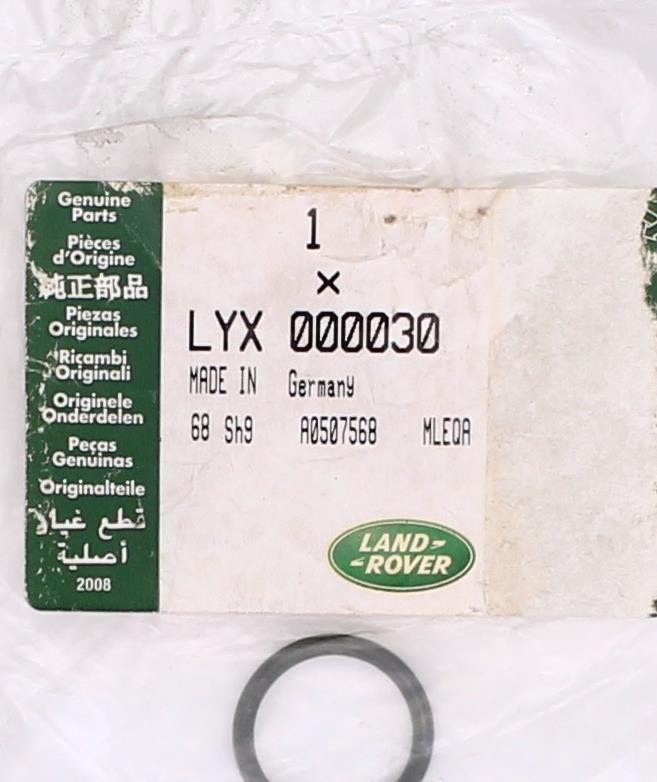 Genuine
Parts
Pièces
d'Origine
純正部品
Piezas
Originales
Ricambi
Originali
Originele
Onderdelen
Peças
Genuinas
Originalteile
قطع غيار
أصلية
2008
1
×
LYX 000030
MADE IN Germany
68 Sh9 A0507568 MLEQA
LAND-
-ROVER